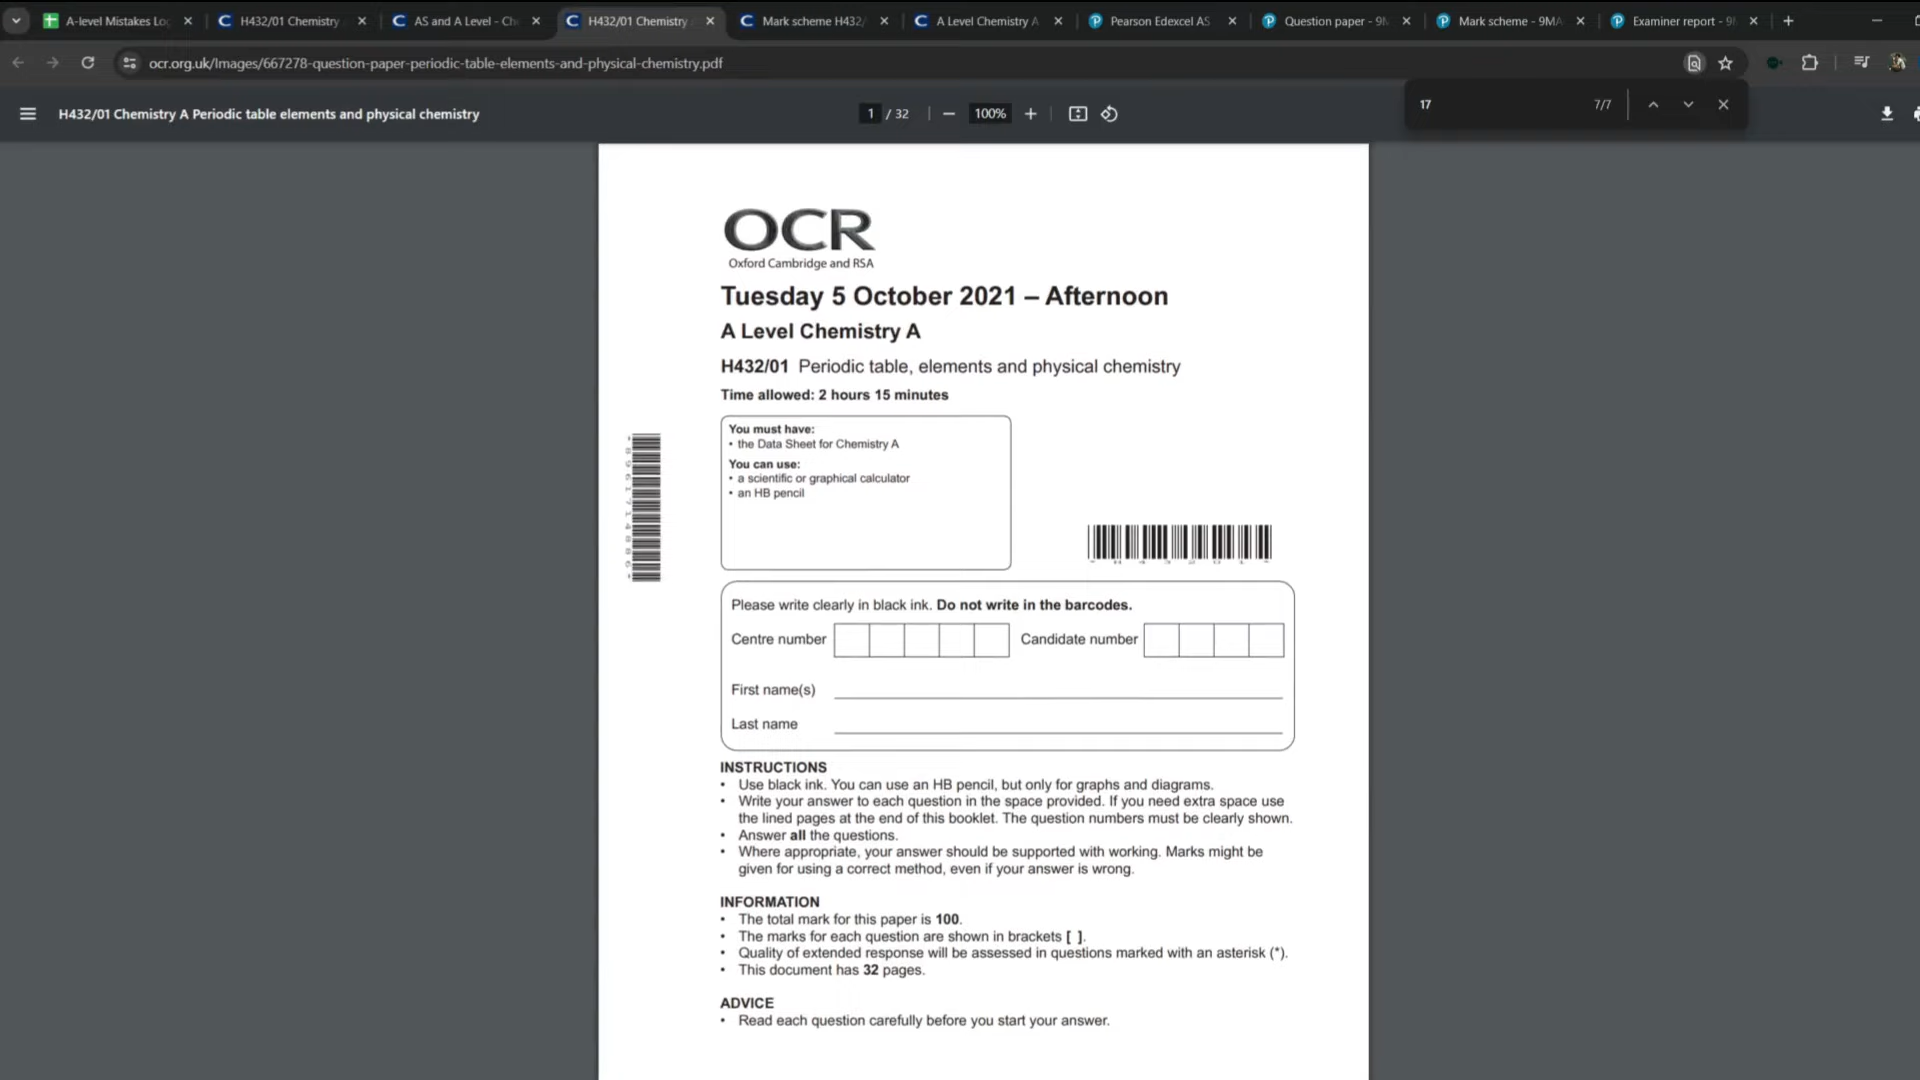 A-level Mistakes Lo
H432/01 Chemistry
AS and A Level - Ch
H432/01 Chemistry
Mark scheme H432/
A Level Chemistry A
Pearson Edexcel AS
Question paper - 9M
Mark scheme - 9MA
Examiner report - 9
ocr.org.uk/Images/667278-question-paper-periodic-table-elements-and-physical-chemistry.pdf
17
7/7
H432/01 Chemistry A Periodic table elements and physical chemistry
1 / 32
100%
OCR
Oxford Cambridge and RSA
Tuesday 5 October 2021 – Afternoon
A Level Chemistry A
H432/01 Periodic table, elements and physical chemistry
Time allowed: 2 hours 15 minutes
You must have:
• the Data Sheet for Chemistry A
You can use:
• a scientific or graphical calculator
• an HB pencil
Please write clearly in black ink. Do not write in the barcodes.
Centre number
Candidate number
First name(s)
Last name
INSTRUCTIONS
• Use black ink. You can use an HB pencil, but only for graphs and diagrams.
• Write your answer to each question in the space provided. If you need extra space use
the lined pages at the end of this booklet. The question numbers must be clearly shown.
• Answer all the questions.
• Where appropriate, your answer should be supported with working. Marks might be
given for using a correct method, even if your answer is wrong.
INFORMATION
• The total mark for this paper is 100.
• The marks for each question are shown in brackets [ ].
• Quality of extended response will be assessed in questions marked with an asterisk (*).
• This document has 32 pages.
ADVICE
• Read each question carefully before you start your answer.